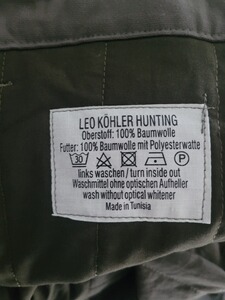 LEO KÖHLER HUNTING
Oberstoff: 100% Baumwolle
Futter: 100% Baumwolle mit Polyesterwatte
30° P
links waschen / turn inside out
Waschmittel ohne optischen Aufheller
wash without optical whitener
Made in Tunisia